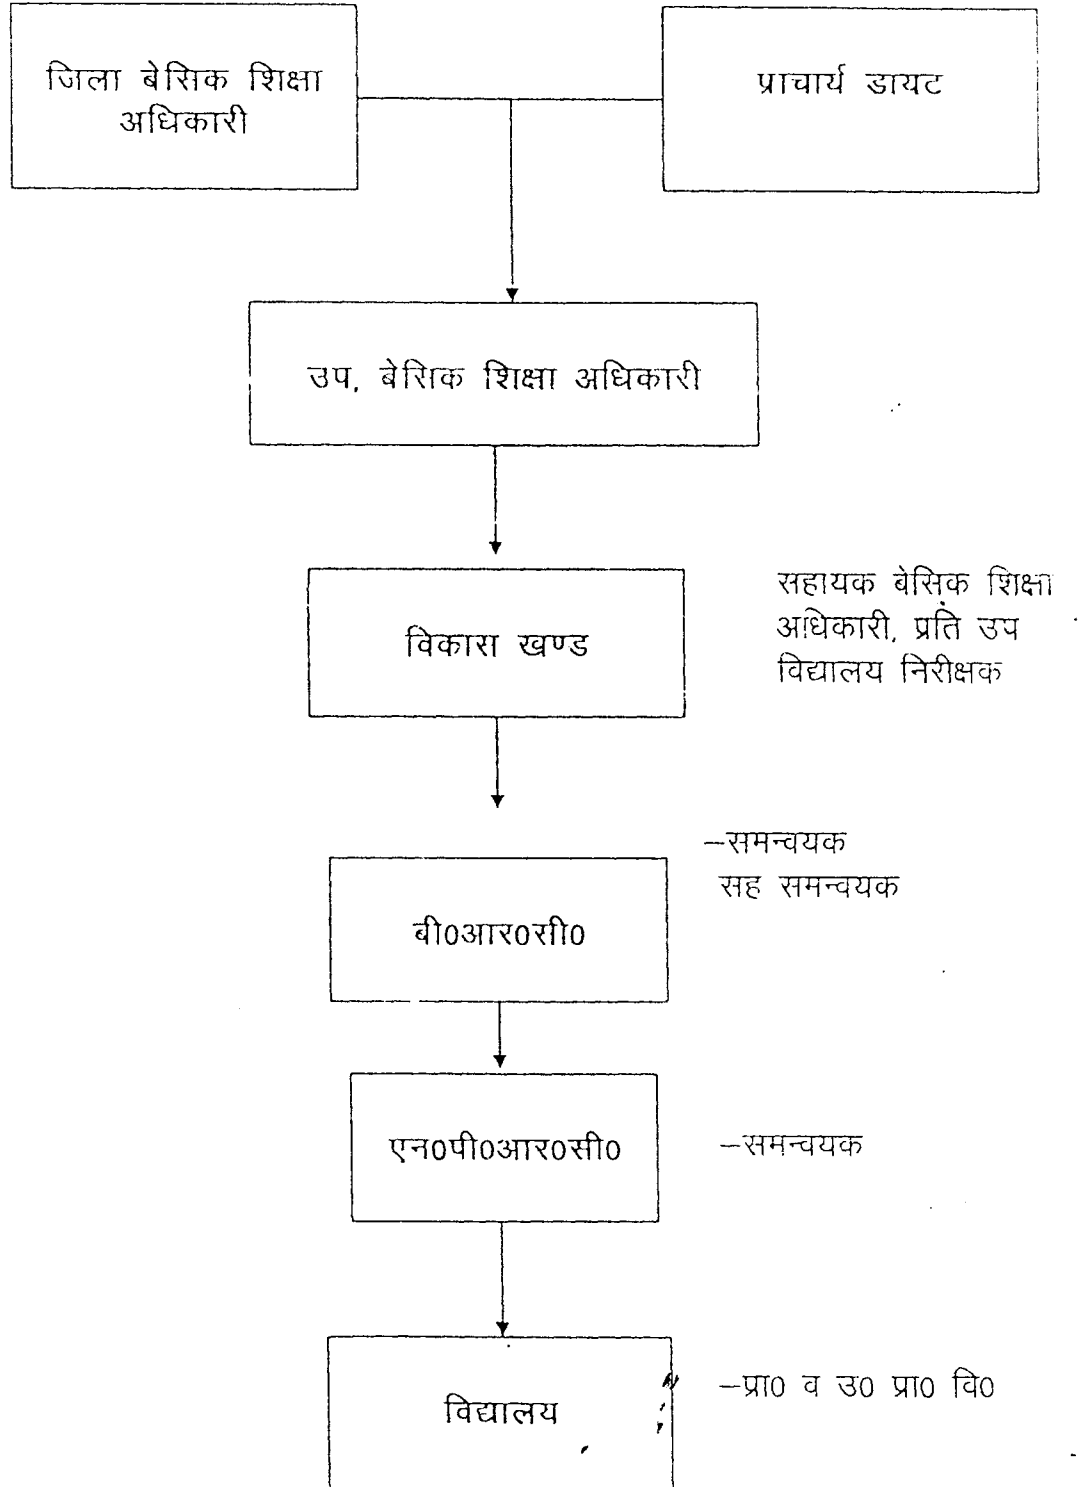 जिला बेसिक शिक्षा
अधिकारी
प्राचार्य डायट
उप. बेसिक शिक्षा अधिकारी
विकास खण्ड
सहायक बेसिक शिक्षा
अधिकारी, प्रति उप
विद्यालय निरीक्षक
बी0आर0सी0
–समन्वयक
सह समन्वयक
एन0पी0आर0सी0
–समन्वयक
विद्यालय
–प्रा0 व उ0 प्रा0 वि0